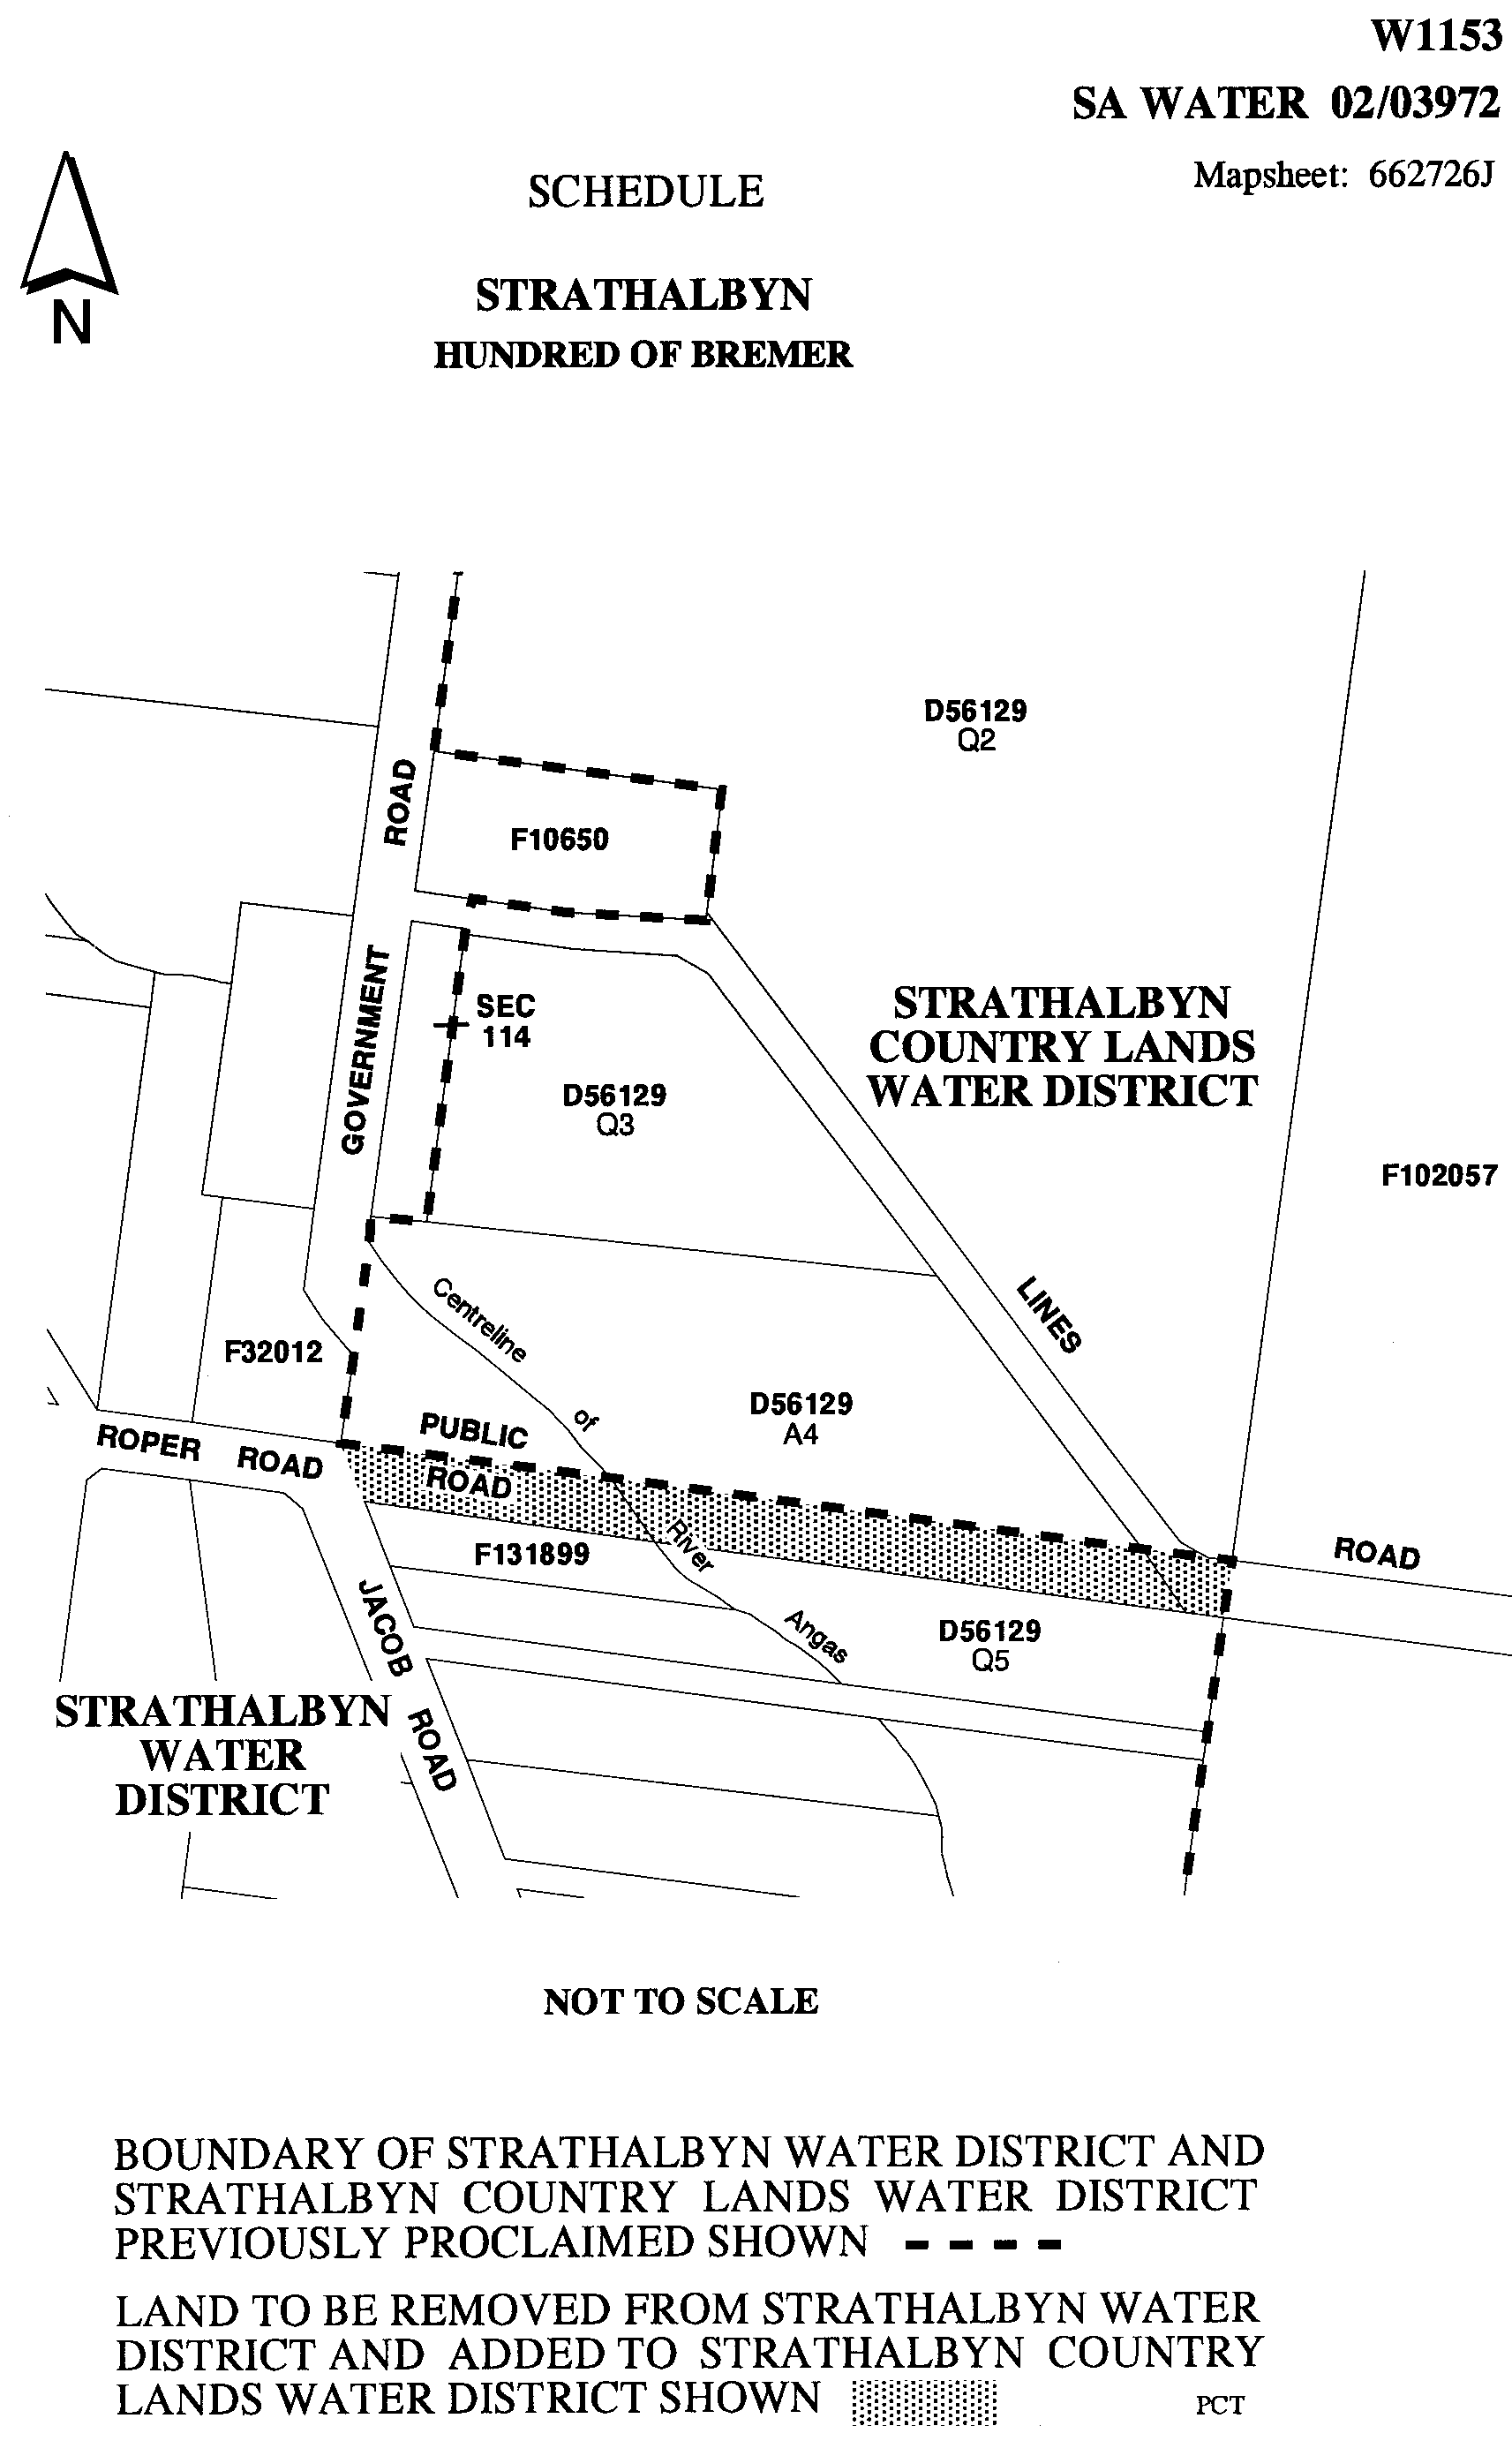 W1153
SA WATER 02/03972
Mapsheet: 662726J
SCHEDULE
N
STRATHALBYN
HUNDRED OF BREMER
D56129
Q2
ROAD
F10650
GOVERNMENT
SEC
114
STRATHALBYN
COUNTRY LANDS
WATER DISTRICT
D56129
Q3
F102057
LINES
Centreline
of
F32012
D56129
A4
PUBLIC
ROAD
ROPER ROAD
River
ROAD
F131899
JACOB ROAD
Angas
D56129
Q5
STRATHALBYN
WATER
DISTRICT
NOT TO SCALE
BOUNDARY OF STRATHALBYN WATER DISTRICT AND
STRATHALBYN COUNTRY LANDS WATER DISTRICT
PREVIOUSLY PROCLAIMED SHOWN
LAND TO BE REMOVED FROM STRATHALBYN WATER
DISTRICT AND ADDED TO STRATHALBYN COUNTRY
LANDS WATER DISTRICT SHOWN
PCT